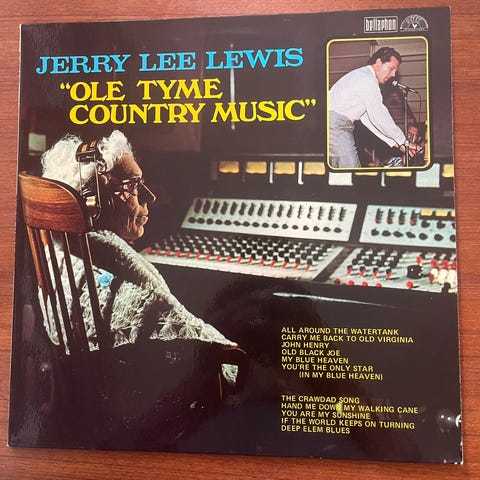 bellaphon
SUN
JERRY LEE LEWIS
"OLE TYME
COUNTRY MUSIC"
ALL AROUND THE WATERTANK
CARRY ME BACK TO OLD VIRGINIA
JOHN HENRY
OLD BLACK JOE
MY BLUE HEAVEN
YOU'RE THE ONLY STAR
(IN MY BLUE HEAVEN)
THE CRAWDAD SONG
HAND ME DOWN MY WALKING CANE
YOU ARE MY SUNSHINE
IF THE WORLD KEEPS ON TURNING
DEEP ELEM BLUES